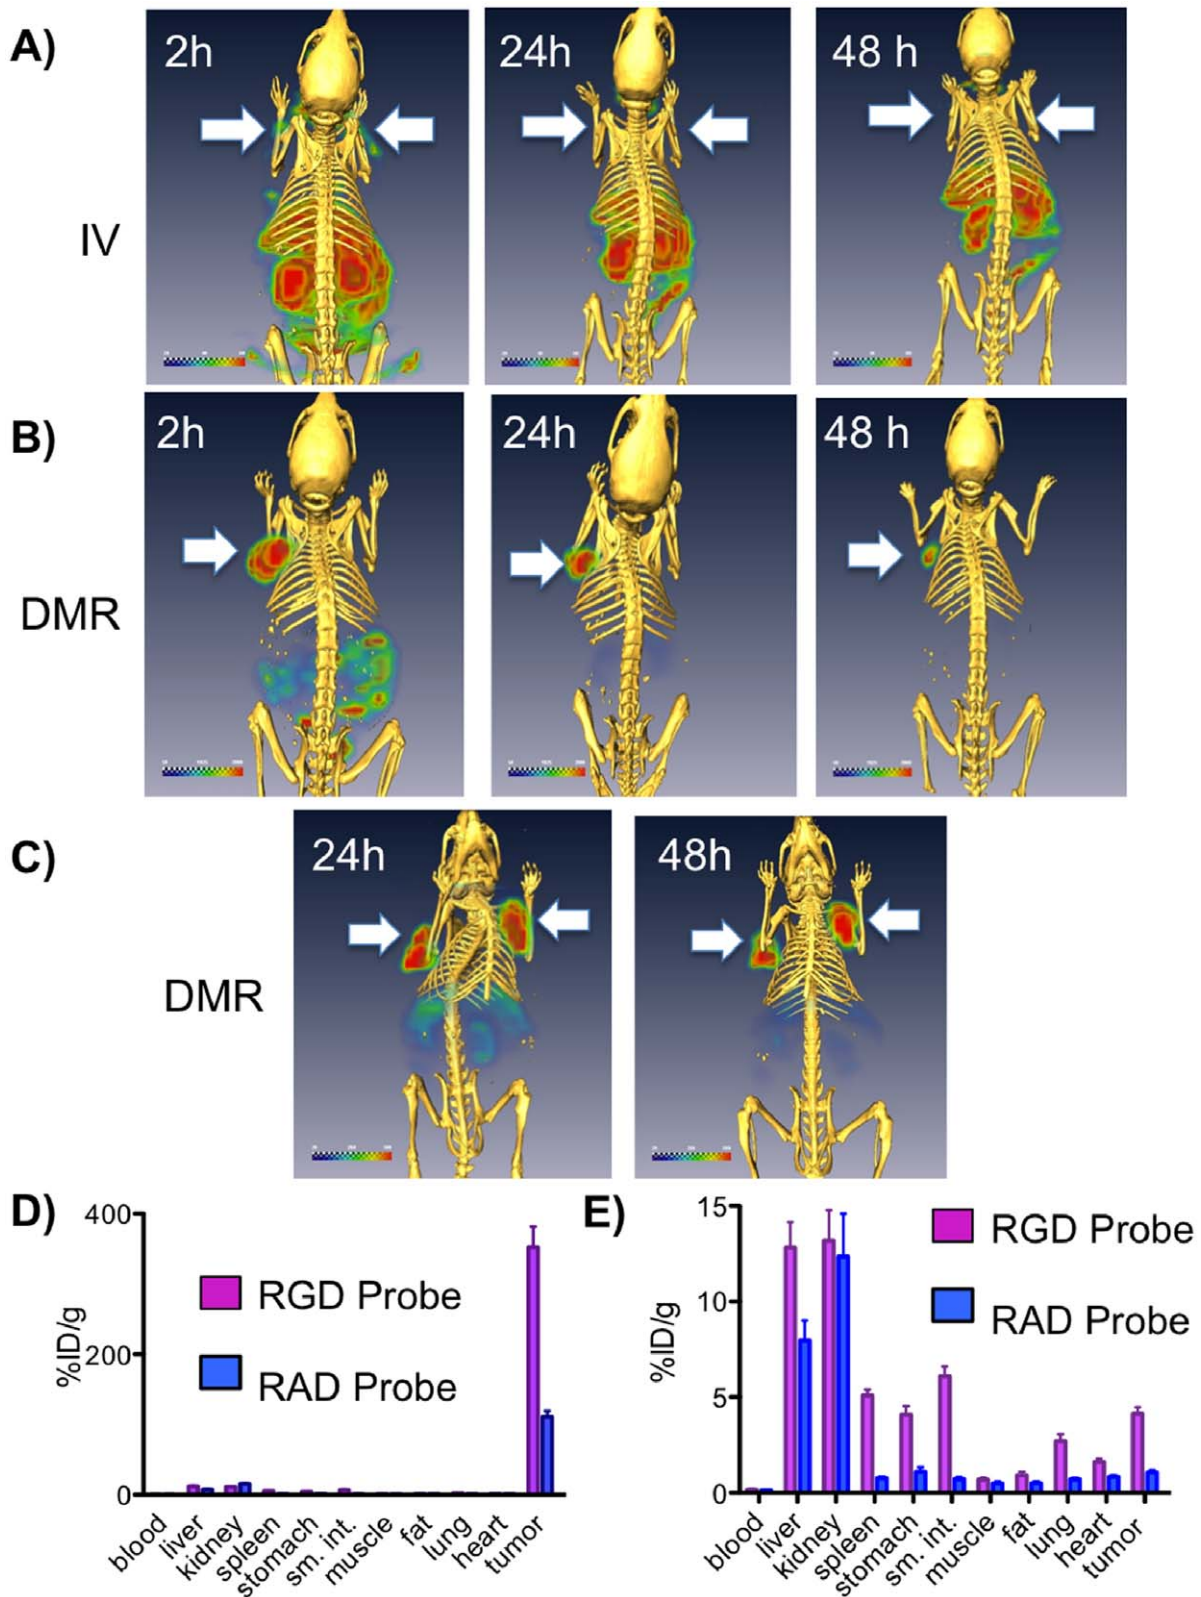 A)
2h
24h
48 h
IV
B)
2h
24h
48 h
DMR
C)
24h
48h
DMR
D)
400
200
0
%ID/g
RGD Probe
RAD Probe
blood
liver
kidney
spleen
stomach
sm. int.
muscle
fat
lung
heart
tumor
E)
15
10
5
0
%ID/g
RGD Probe
RAD Probe
blood
liver
kidney
spleen
stomach
sm. int.
muscle
fat
lung
heart
tumor